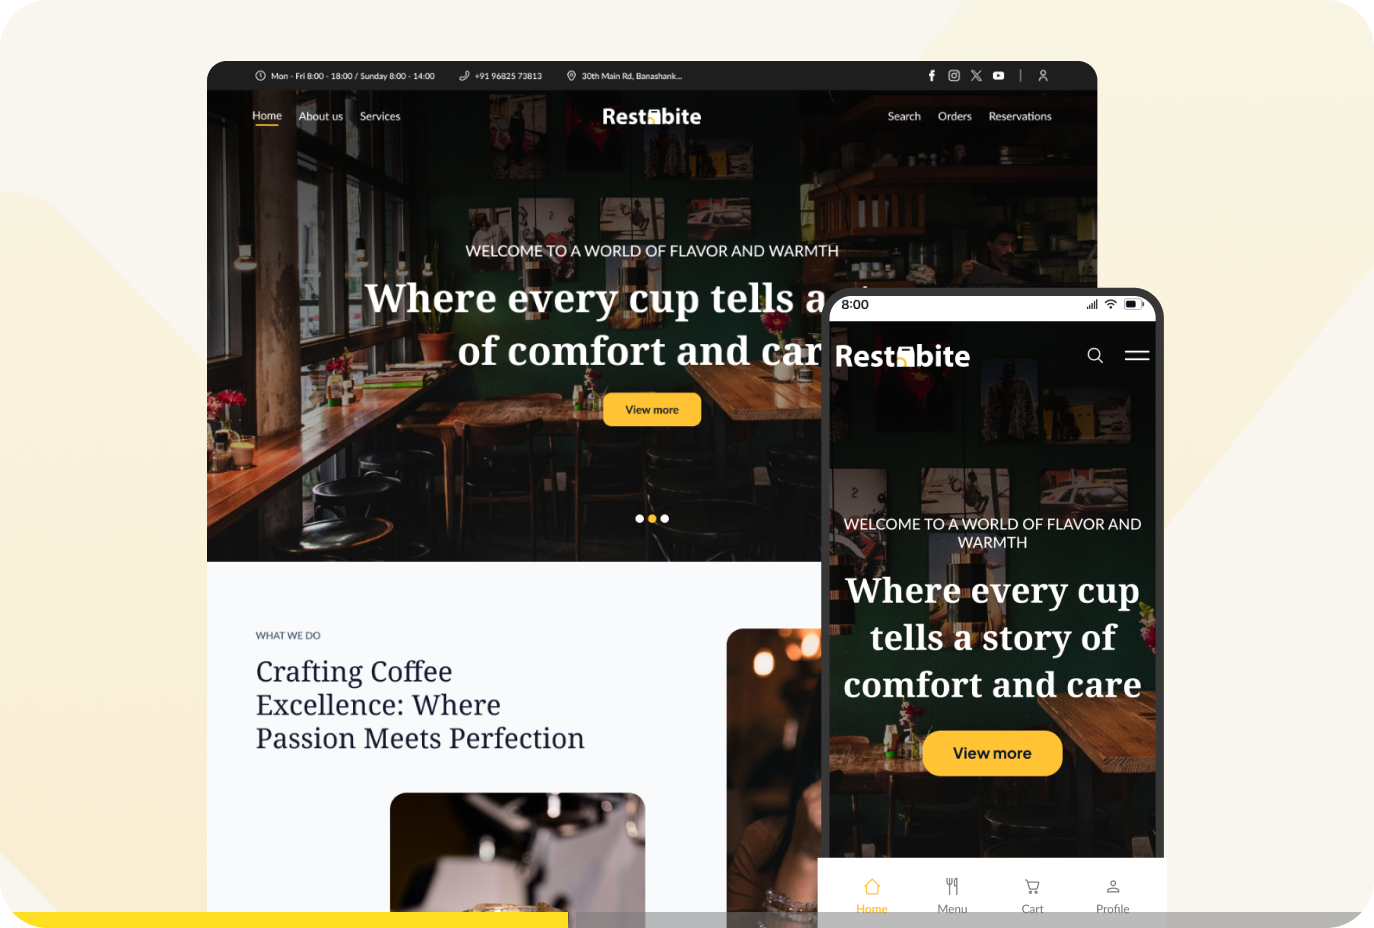 Mon - Fri 8:00 - 18:00 / Sunday 8:00 - 14:00
+91 96825 73813
30th Main Rd, Banashank...
Home
About us
Services
Restobite
Search
Orders
Reservations
WELCOME TO A WORLD OF FLAVOR AND WARMTH
Where every cup tells a
of comfort and car
View more
WHAT WE DO
Crafting Coffee
Excellence: Where
Passion Meets Perfection
8:00
Restobite
WELCOME TO A WORLD OF FLAVOR AND
WARMTH
Where every cup
tells a story of
comfort and care
View more
Home
Menu
Cart
Profile